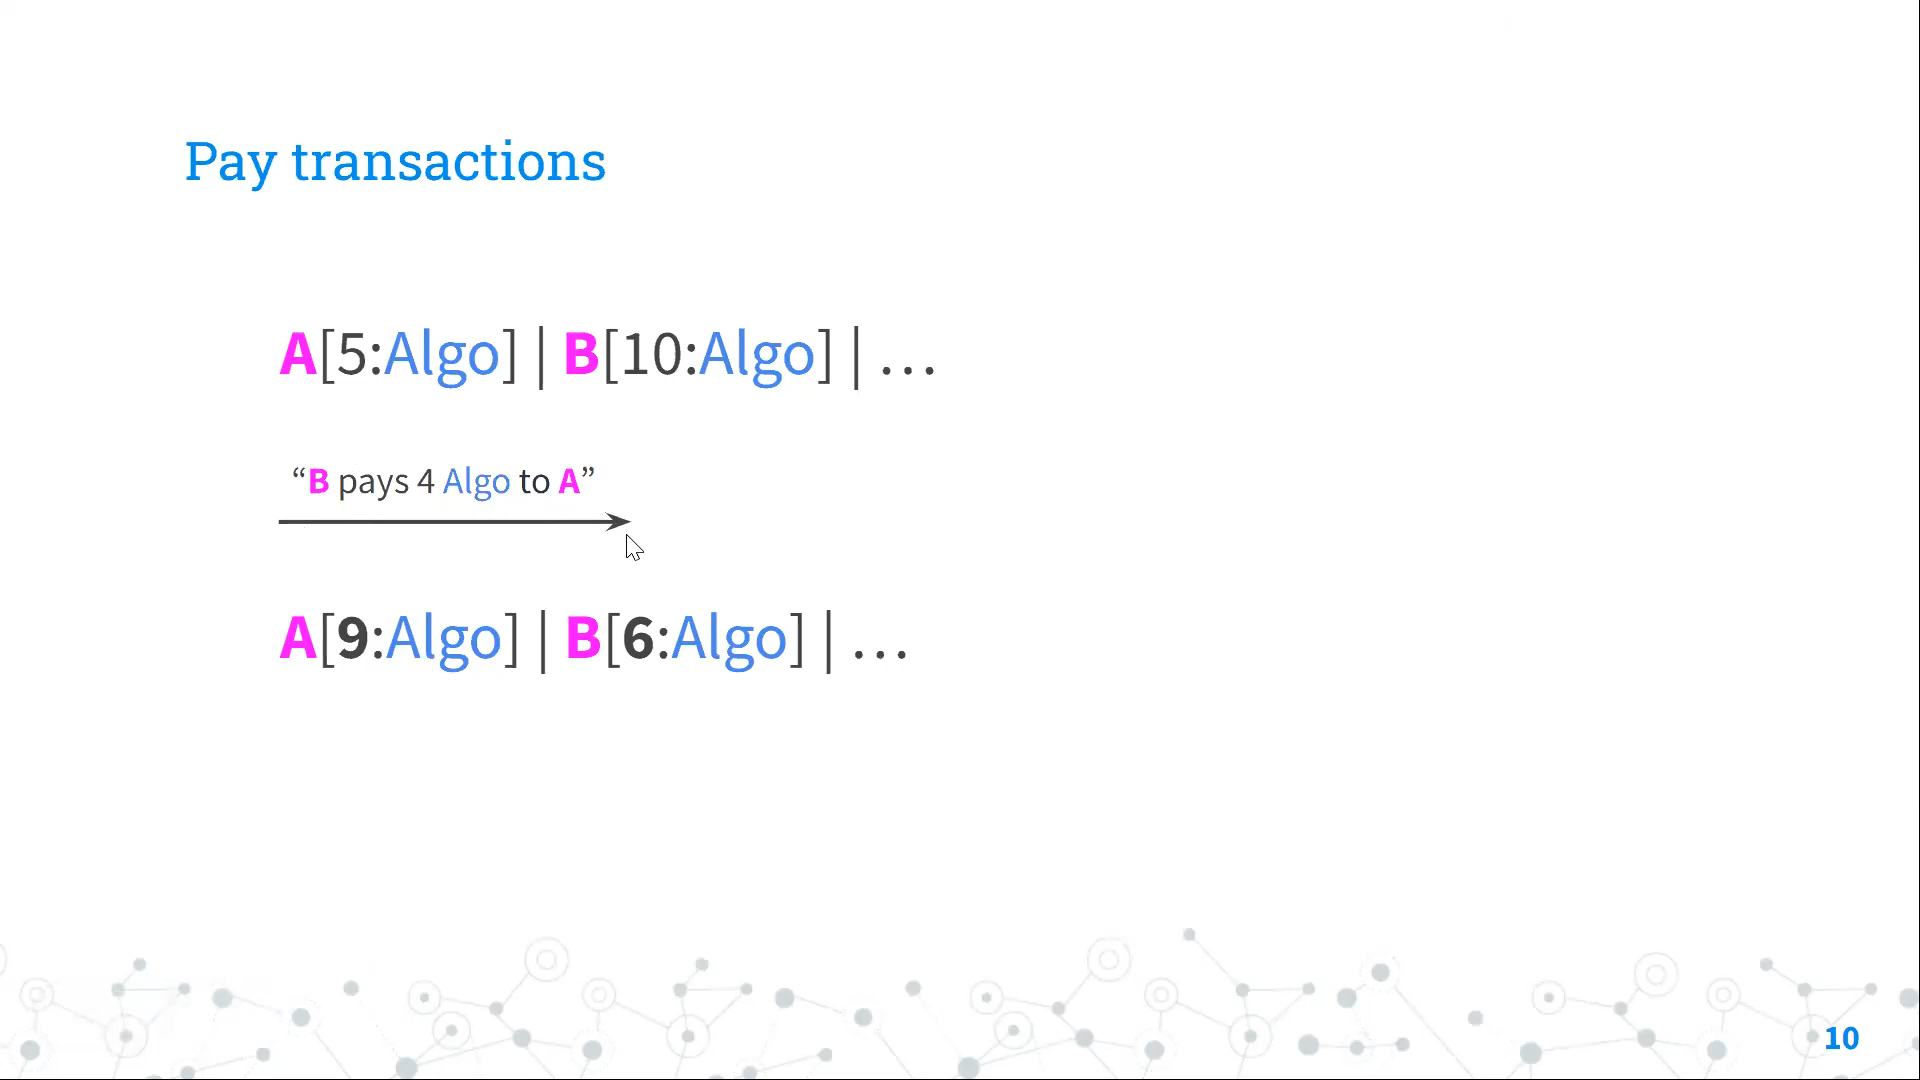 Pay transactions
A[5:Algo] | B[10:Algo] | …
“B pays 4 Algo to A”
A[9:Algo] | B[6:Algo] | …
10